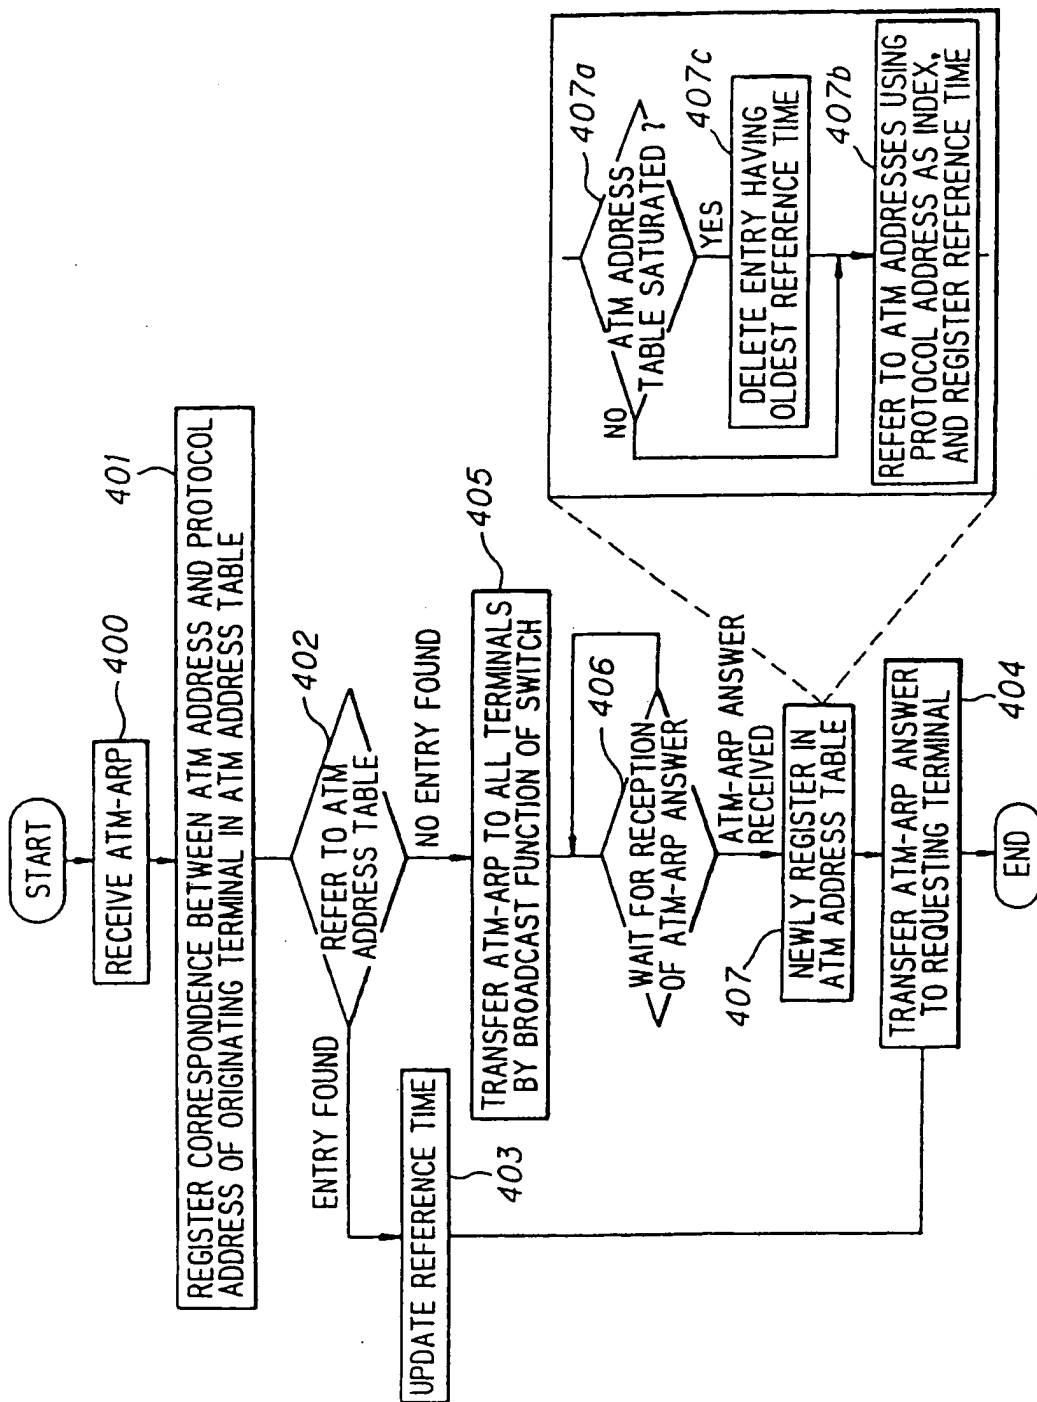 START
RECEIVE ATM-ARP
400
REGISTER CORRESPONDENCE BETWEEN ATM ADDRESS AND PROTOCOL
ADDRESS OF ORIGINATING TERMINAL IN ATM ADDRESS TABLE
401
REFER TO ATM
ADDRESS TABLE
402
ENTRY FOUND
NO ENTRY FOUND
UPDATE REFERENCE TIME
403
TRANSFER ATM-ARP TO ALL TERMINALS
BY BROADCAST FUNCTION OF SWITCH
405
WAIT FOR RECEPTION
OF ATM-ARP ANSWER
406
ATM-ARP ANSWER
RECEIVED
NEWLY REGISTER IN
ATM ADDRESS TABLE
407
TRANSFER ATM-ARP ANSWER
TO REQUESTING TERMINAL
404
END
ATM ADDRESS
TABLE SATURATED ?
407a
NO
YES
DELETE ENTRY HAVING
OLDEST REFERENCE TIME
407c
REFER TO ATM ADDRESSES USING
PROTOCOL ADDRESS AS INDEX,
AND REGISTER REFERENCE TIME
407b